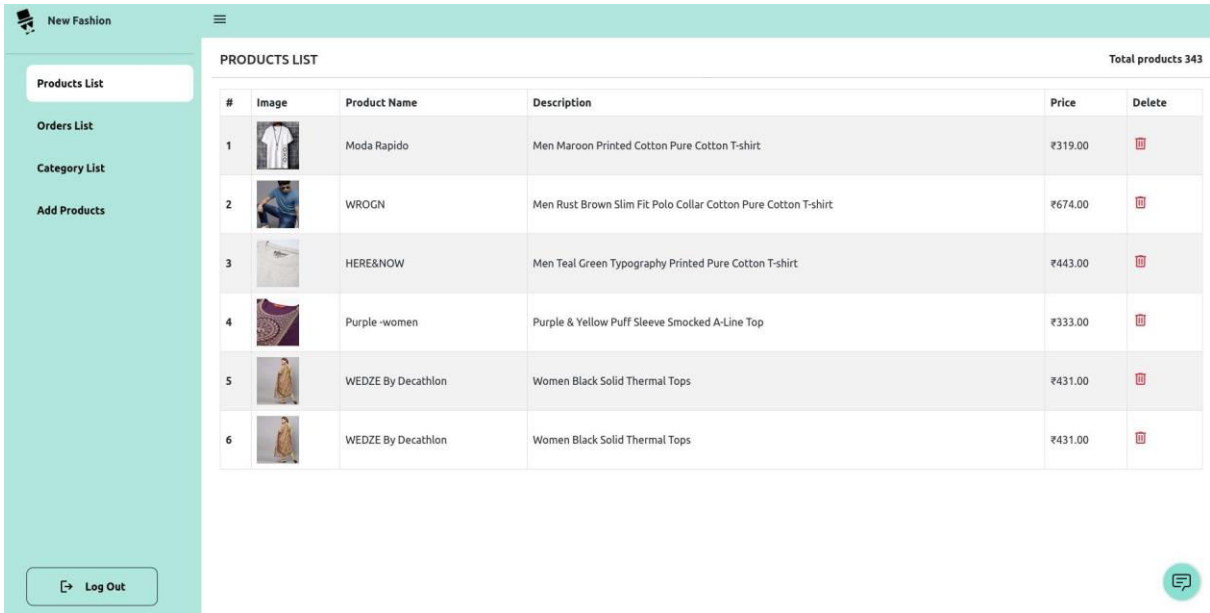 New Fashion
PRODUCTS LIST
Total products 343
Products List
Orders List
Category List
Add Products
# Image Product Name Description Price Delete
1 Moda Rapido Men Maroon Printed Cotton Pure Cotton T-shirt ₹319.00
2 WROGN Men Rust Brown Slim Fit Polo Collar Cotton Pure Cotton T-shirt ₹674.00
3 HERE&NOW Men Teal Green Typography Printed Pure Cotton T-shirt ₹443.00
4 Purple -women Purple & Yellow Puff Sleeve Smocked A-Line Top ₹333.00
5 WEDZE By Decathlon Women Black Solid Thermal Tops ₹431.00
6 WEDZE By Decathlon Women Black Solid Thermal Tops ₹431.00
Log Out